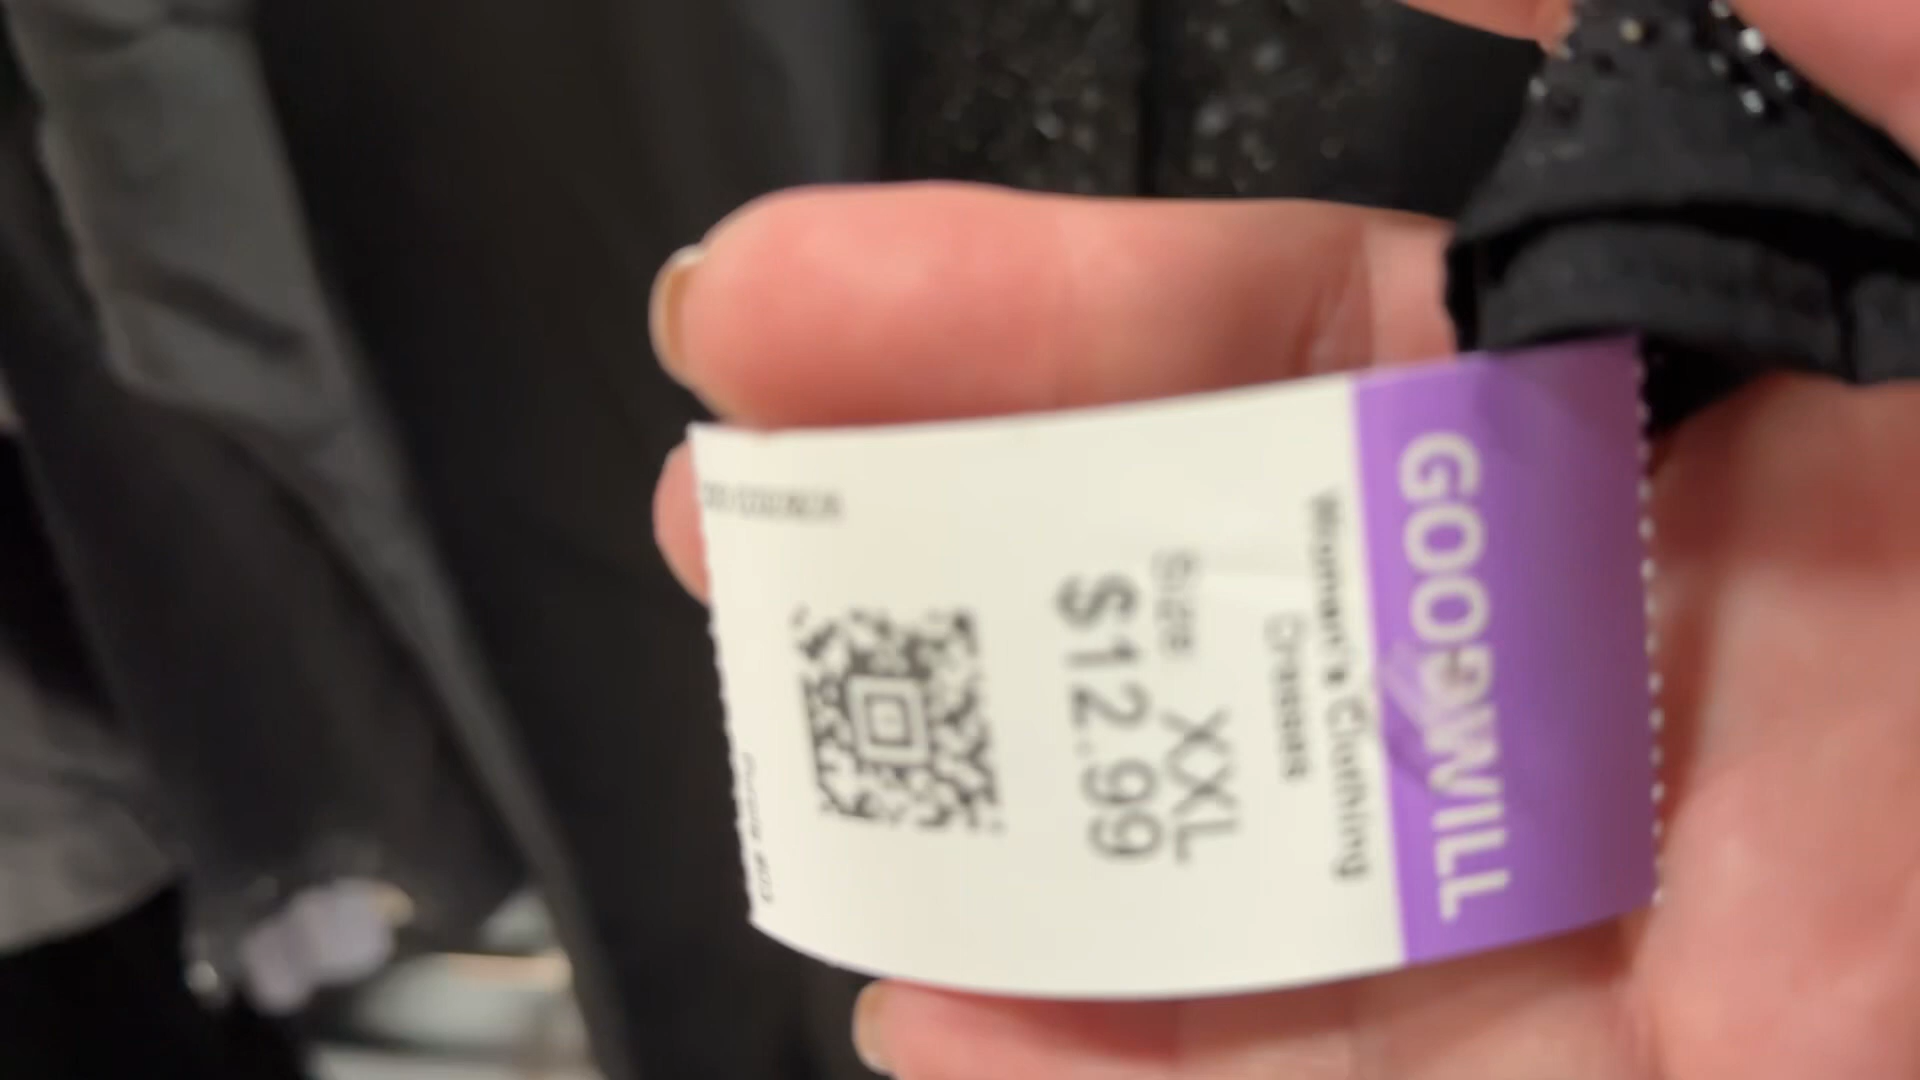 GOODWILL
Women's Clothing
Dresses
Size XXL
$12.99